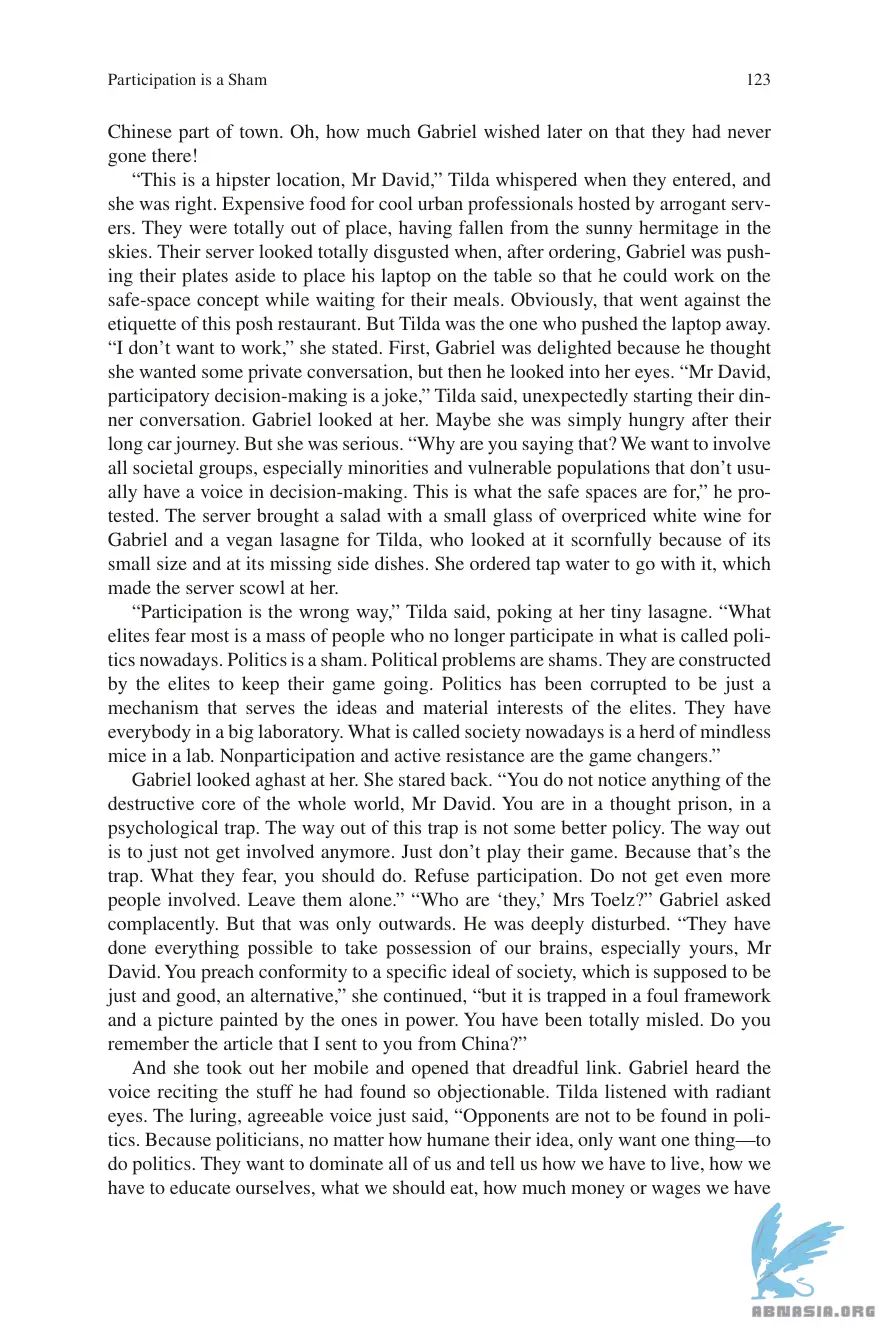 Participation is a Sham 123
Chinese part of town. Oh, how much Gabriel wished later on that they had never
gone there!
“This is a hipster location, Mr David,” Tilda whispered when they entered, and
she was right. Expensive food for cool urban professionals hosted by arrogant serv-
ers. They were totally out of place, having fallen from the sunny hermitage in the
skies. Their server looked totally disgusted when, after ordering, Gabriel was push-
ing their plates aside to place his laptop on the table so that he could work on the
safe-space concept while waiting for their meals. Obviously, that went against the
etiquette of this posh restaurant. But Tilda was the one who pushed the laptop away.
“I don’t want to work,” she stated. First, Gabriel was delighted because he thought
she wanted some private conversation, but then he looked into her eyes. “Mr David,
participatory decision-making is a joke,” Tilda said, unexpectedly starting their din-
ner conversation. Gabriel looked at her. Maybe she was simply hungry after their
long car journey. But she was serious. “Why are you saying that? We want to involve
all societal groups, especially minorities and vulnerable populations that don’t usu-
ally have a voice in decision-making. This is what the safe spaces are for,” he pro-
tested. The server brought a salad with a small glass of overpriced white wine for
Gabriel and a vegan lasagne for Tilda, who looked at it scornfully because of its
small size and at its missing side dishes. She ordered tap water to go with it, which
made the server scowl at her.
“Participation is the wrong way,” Tilda said, poking at her tiny lasagne. “What
elites fear most is a mass of people who no longer participate in what is called poli-
tics nowadays. Politics is a sham. Political problems are shams. They are constructed
by the elites to keep their game going. Politics has been corrupted to be just a
mechanism that serves the ideas and material interests of the elites. They have
everybody in a big laboratory. What is called society nowadays is a herd of mindless
mice in a lab. Nonparticipation and active resistance are the game changers.”
Gabriel looked aghast at her. She stared back. “You do not notice anything of the
destructive core of the whole world, Mr David. You are in a thought prison, in a
psychological trap. The way out of this trap is not some better policy. The way out
is to just not get involved anymore. Just don’t play their game. Because that’s the
trap. What they fear, you should do. Refuse participation. Do not get even more
people involved. Leave them alone.” “Who are ‘they,’ Mrs Toelz?” Gabriel asked
complacently. But that was only outwards. He was deeply disturbed. “They have
done everything possible to take possession of our brains, especially yours, Mr
David. You preach conformity to a specific ideal of society, which is supposed to be
just and good, an alternative,” she continued, “but it is trapped in a foul framework
and a picture painted by the ones in power. You have been totally misled. Do you
remember the article that I sent to you from China?”
And she took out her mobile and opened that dreadful link. Gabriel heard the
voice reciting the stuff he had found so objectionable. Tilda listened with radiant
eyes. The luring, agreeable voice just said, “Opponents are not to be found in poli-
tics. Because politicians, no matter how humane their idea, only want one thing—to
do politics. They want to dominate all of us and tell us how we have to live, how we
have to educate ourselves, what we should eat, how much money or wages we have
ABNASIA.ORG